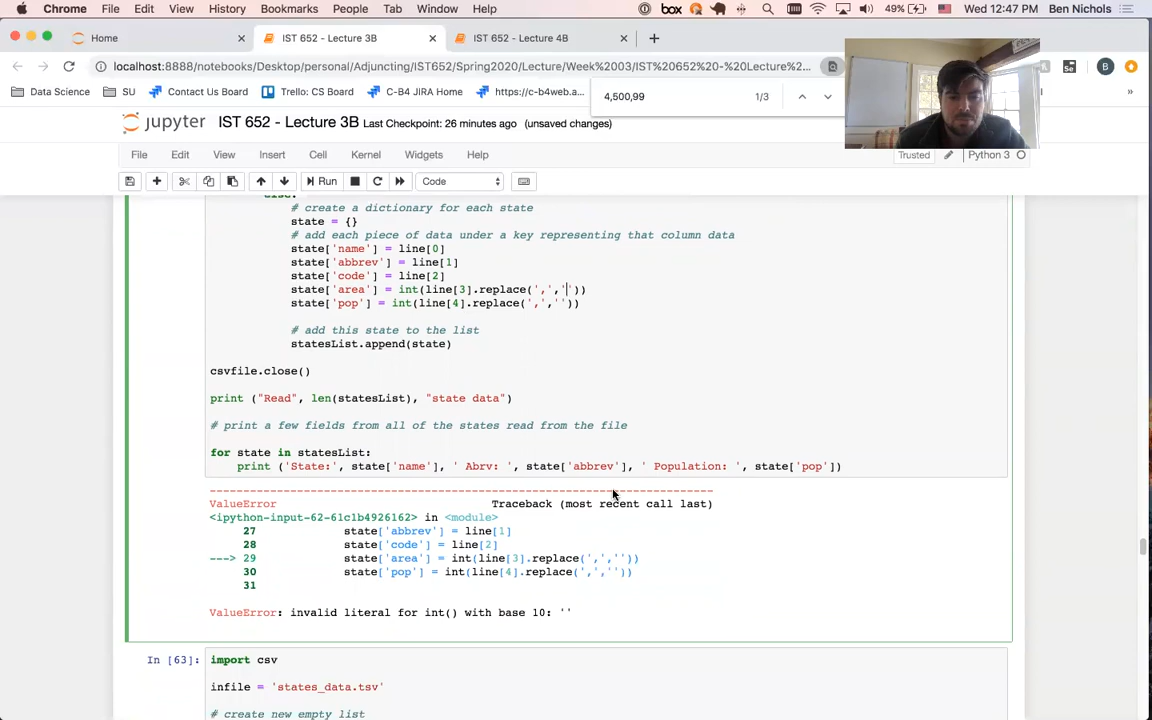 Chrome File Edit View History Bookmarks People Tab Window Help box 49% Wed 12:47 PM Ben Nichols
Home IST 652 - Lecture 3B IST 652 - Lecture 4B
localhost:8888/notebooks/Desktop/personal/Adjuncting/IST652/Spring2020/Lecture/Week%2003/IST%20652%20-%20Lecture%2...
Data Science SU Contact Us Board Trello: CS Board C-B4 JIRA Home https://c-b4web.a...
4,500,99 1/3
jupyter IST 652 - Lecture 3B Last Checkpoint: 26 minutes ago (unsaved changes)
File Edit View Insert Cell Kernel Widgets Help Trusted Python 3
Run Code
else:
# create a dictionary for each state
state = {}
# add each piece of data under a key representing that column data
state['name'] = line[0]
state['abbrev'] = line[1]
state['code'] = line[2]
state['area'] = int(line[3].replace(',',''))
state['pop'] = int(line[4].replace(',',''))
# add this state to the list
statesList.append(state)
csvfile.close()
print ("Read", len(statesList), "state data")
# print a few fields from all of the states read from the file
for state in statesList:
print ('State:', state['name'], ' Abrv: ', state['abbrev'], ' Population: ', state['pop'])
---------------------------------------------------------------------------
ValueError Traceback (most recent call last)
<ipython-input-62-61c1b4926162> in <module>
27 state['abbrev'] = line[1]
28 state['code'] = line[2]
---> 29 state['area'] = int(line[3].replace(',',''))
30 state['pop'] = int(line[4].replace(',',''))
31
ValueError: invalid literal for int() with base 10: ''
In [63]: import csv
infile = 'states_data.tsv'
# create new empty list